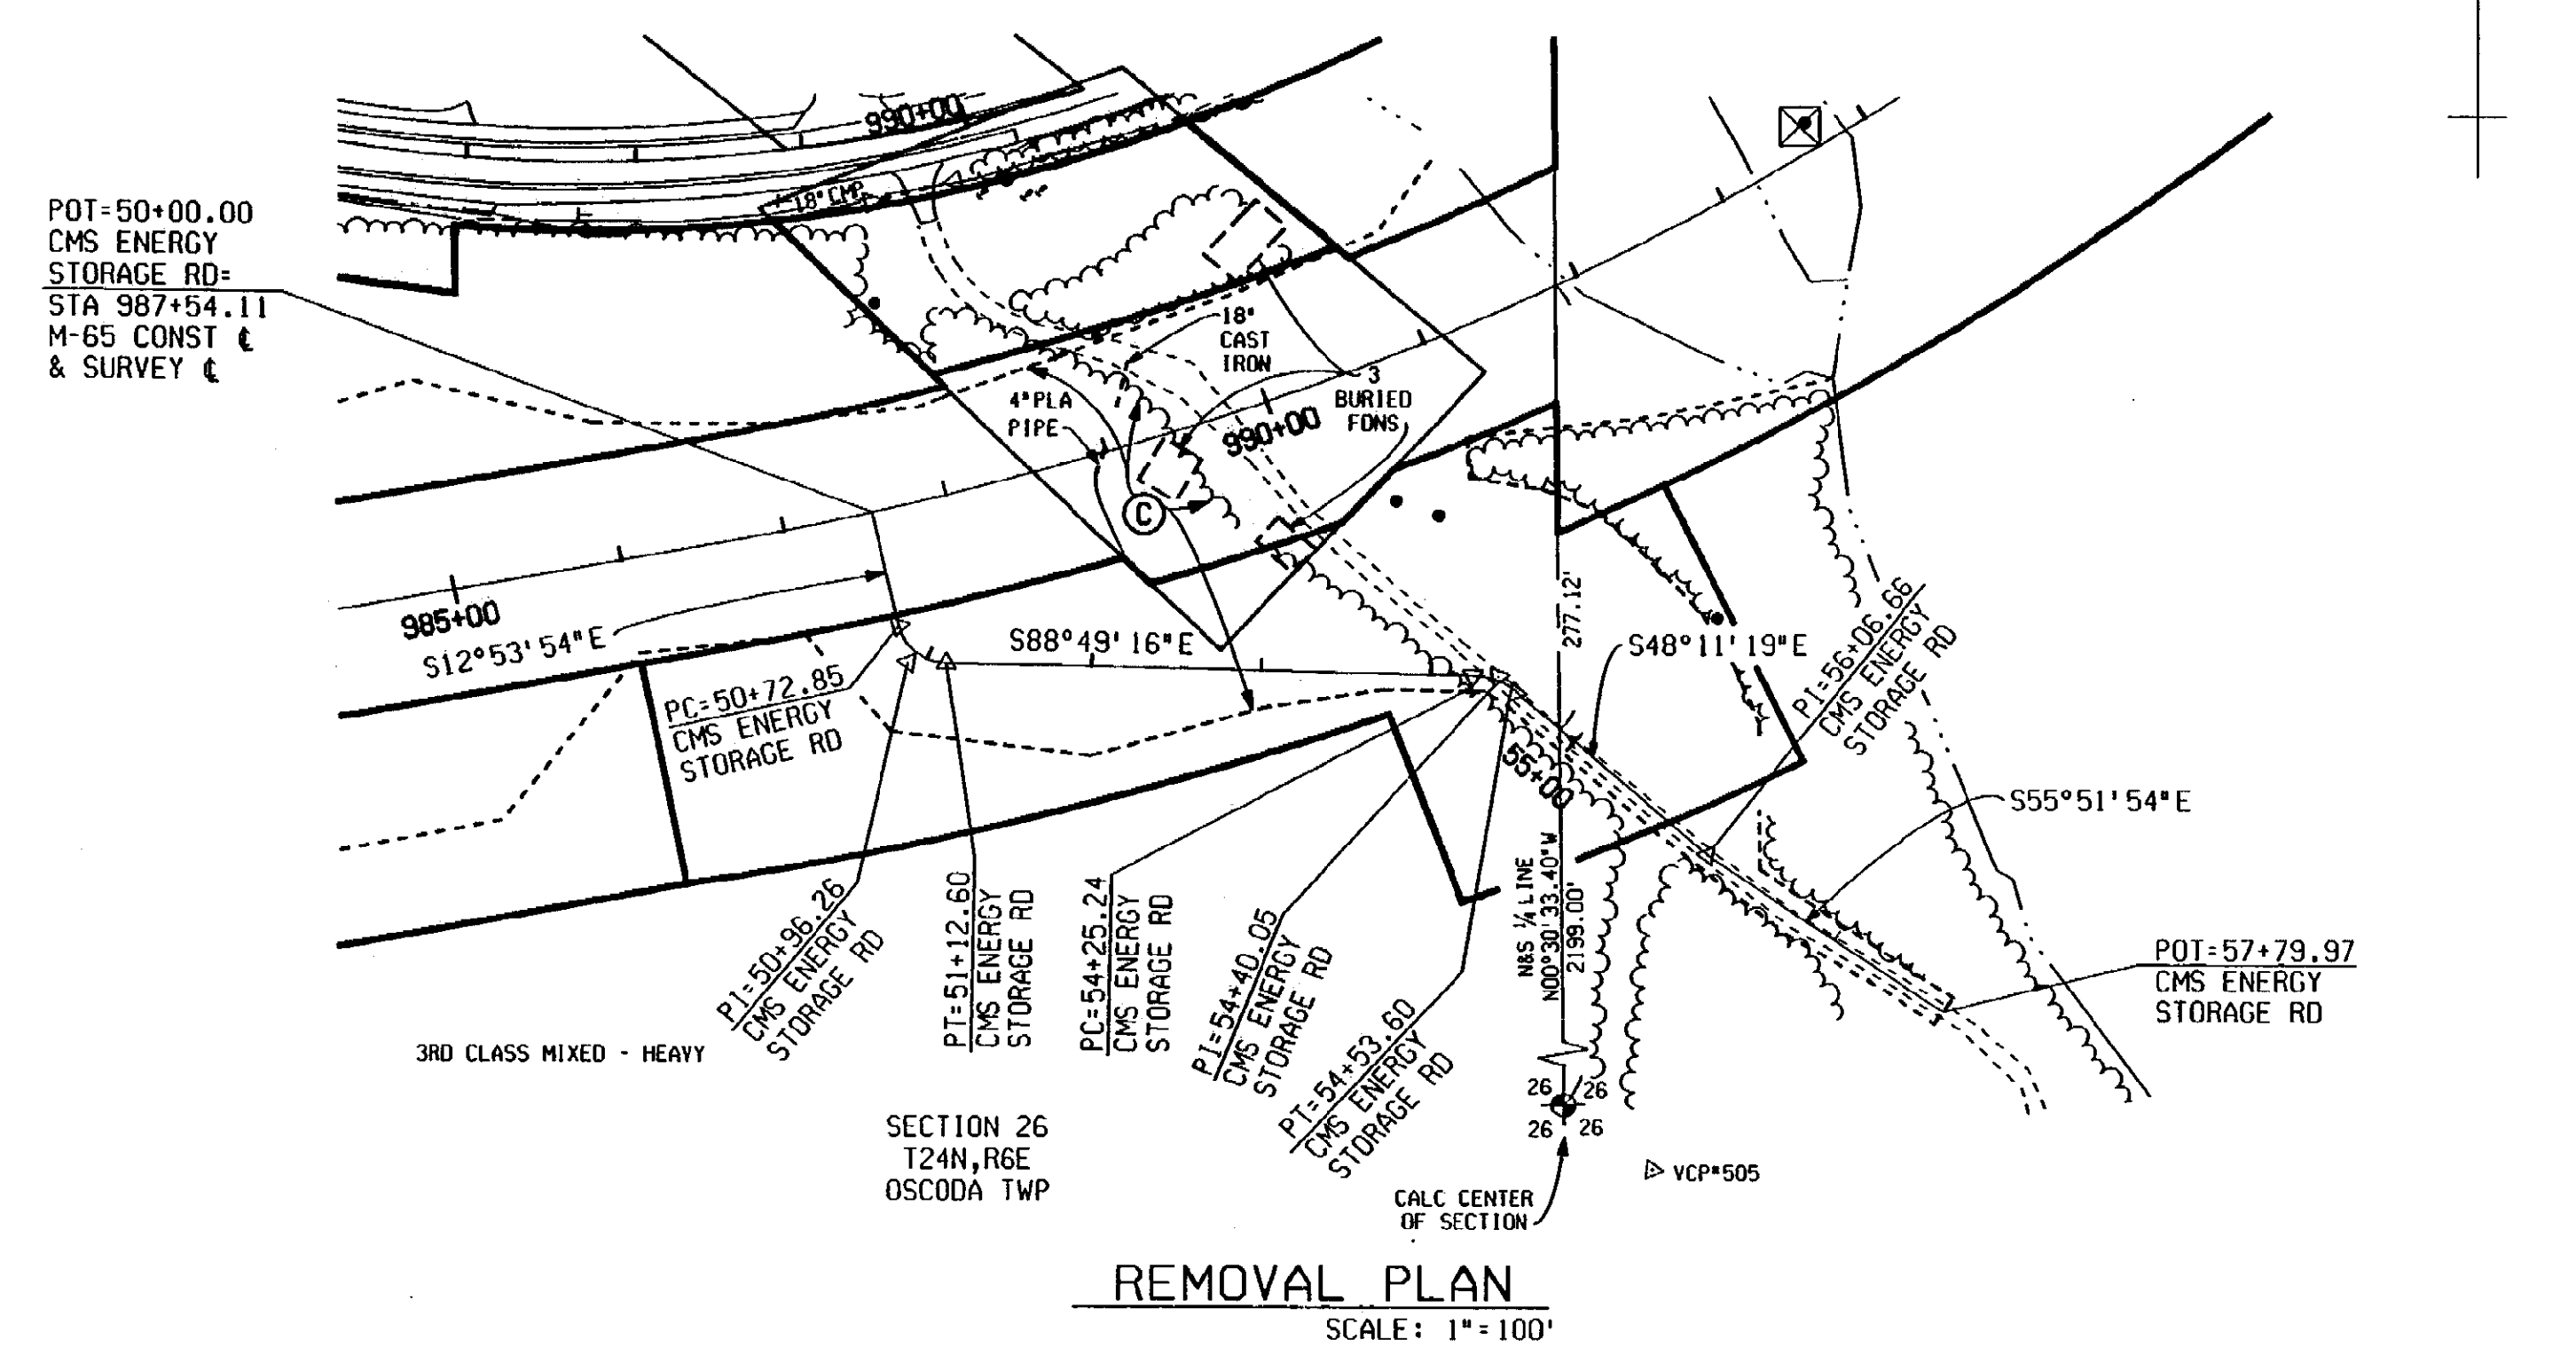 990+00
18" CMP
POT=50+00.00
CMS ENERGY
STORAGE RD=
STA 987+54.11
M-65 CONST ℄
& SURVEY ℄
18"
CAST
IRON
4" PLA
PIPE
3
BURIED
FDNS
990+00
C
985+00
S12°53'54"E
S88°49'16"E
277.12'
S48°11'19"E
PI=56+06.66
CMS ENERGY
STORAGE RD
PC=50+72.85
CMS ENERGY
STORAGE RD
55+00
S55°51'54"E
PI=50+96.26
CMS ENERGY
STORAGE RD
PT=51+12.60
CMS ENERGY
STORAGE RD
PC=54+25.24
CMS ENERGY
STORAGE RD
PI=54+40.05
CMS ENERGY
STORAGE RD
PT=54+53.60
CMS ENERGY
STORAGE RD
N&S ¼ LINE
N00°30'33.40"W
2199.00'
POT=57+79.97
CMS ENERGY
STORAGE RD
3RD CLASS MIXED - HEAVY
26 26
26 26
SECTION 26
T24N,R6E
OSCODA TWP
VCP#505
CALC CENTER
OF SECTION
REMOVAL PLAN
SCALE: 1"=100'